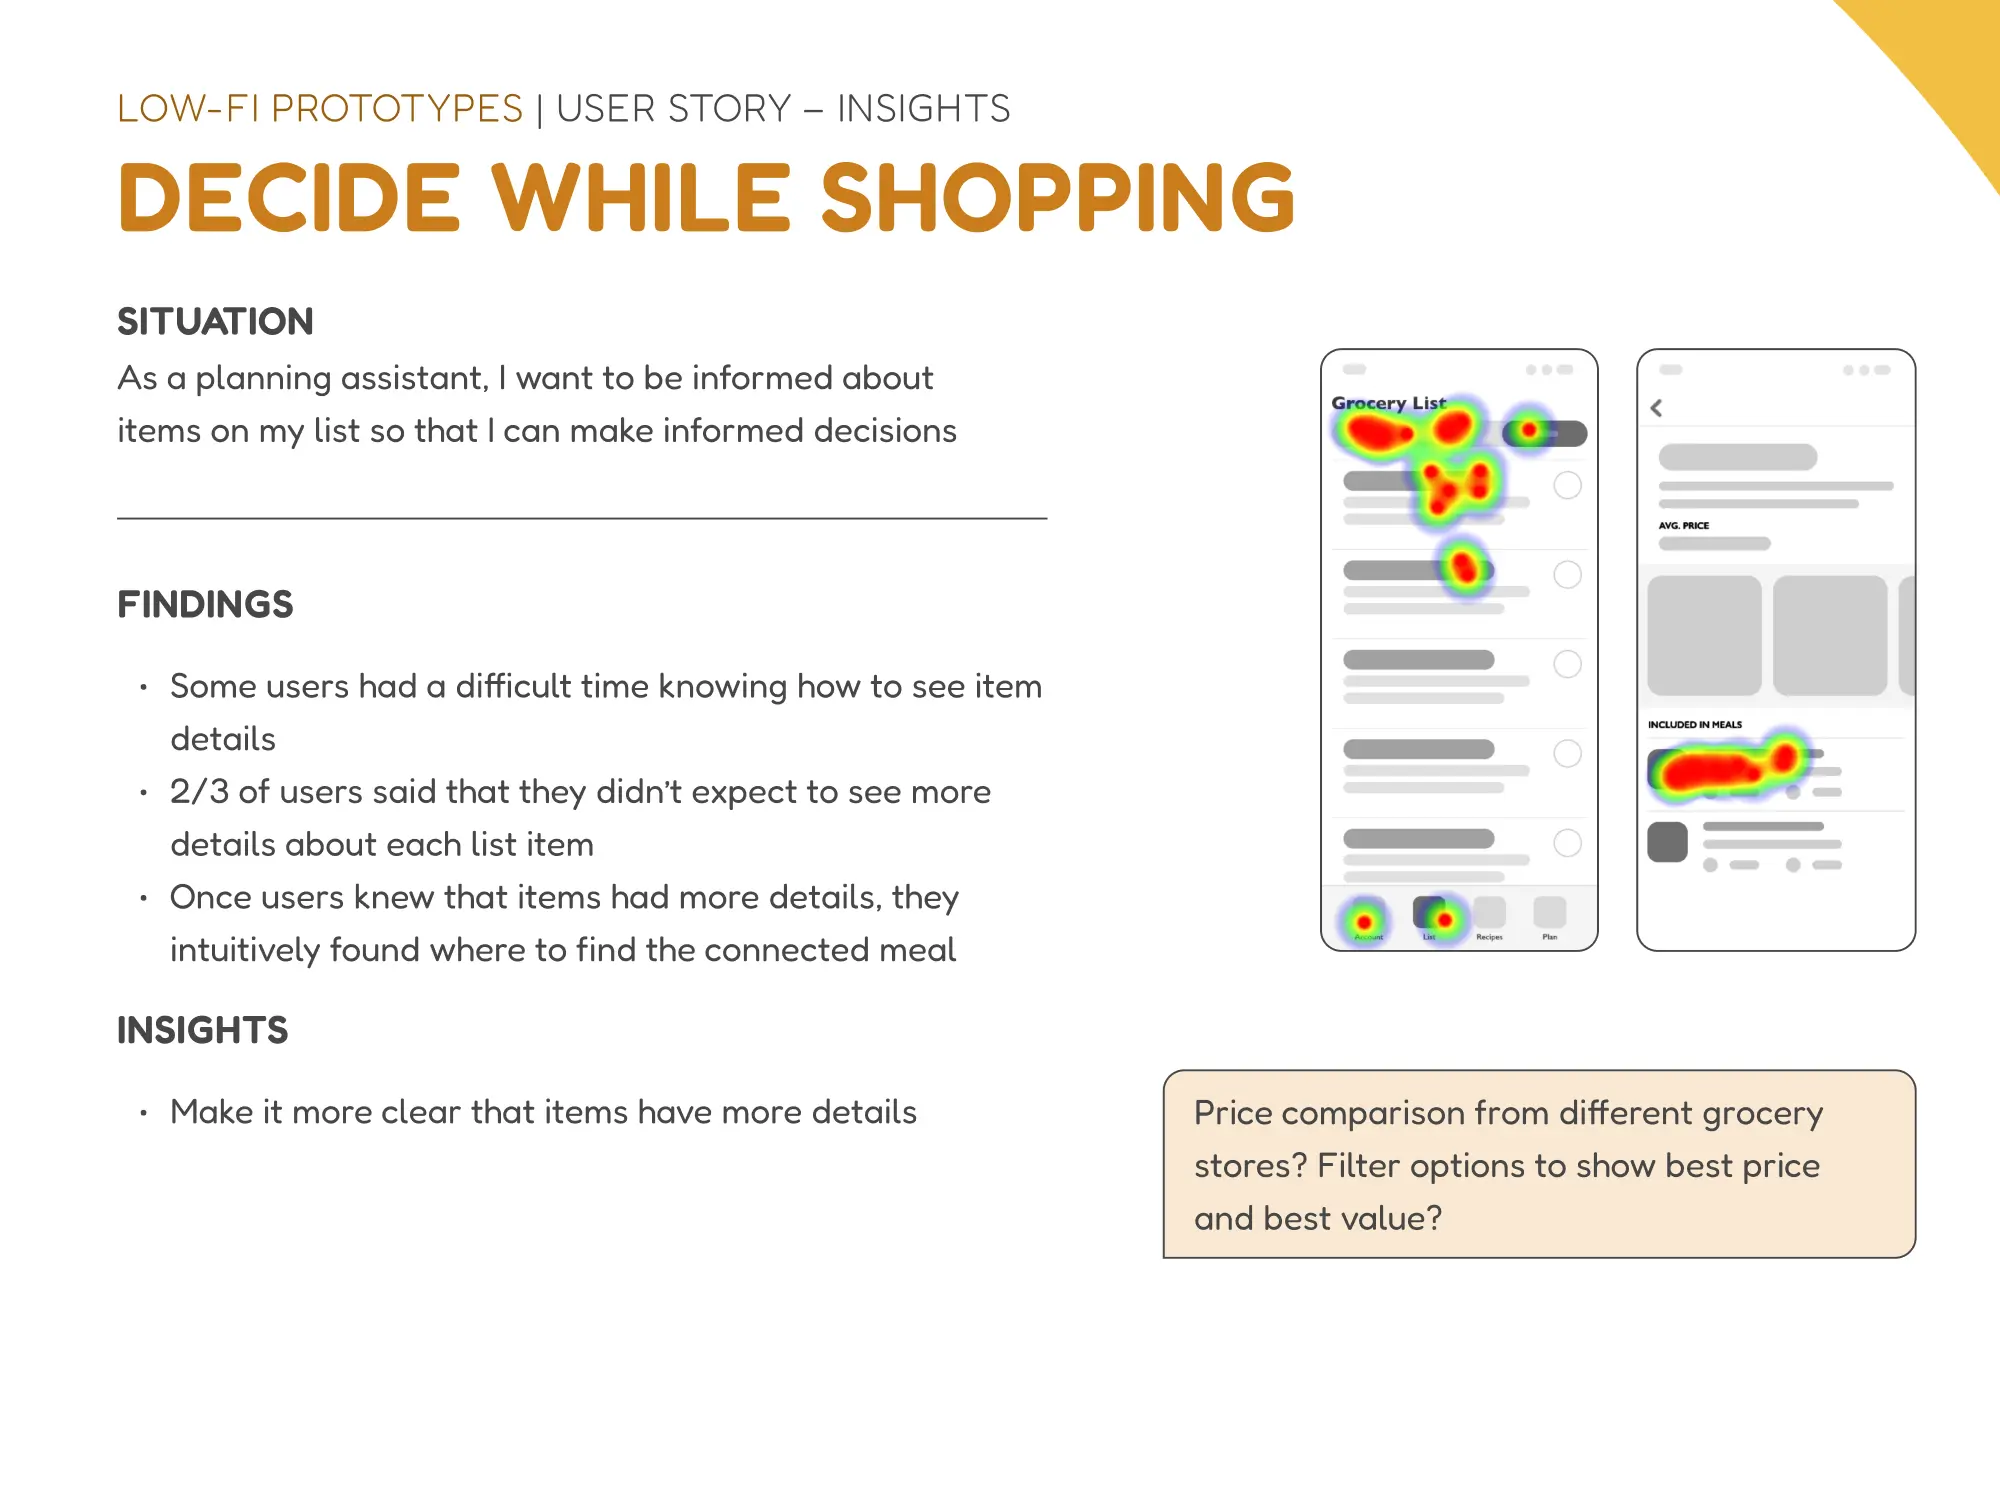 LOW-FI PROTOTYPES | USER STORY – INSIGHTS
DECIDE WHILE SHOPPING
SITUATION
As a planning assistant, I want to be informed about
items on my list so that I can make informed decisions
FINDINGS
• Some users had a difficult time knowing how to see item
details
• 2/3 of users said that they didn't expect to see more
details about each list item
• Once users knew that items had more details, they
intuitively found where to find the connected meal
INSIGHTS
• Make it more clear that items have more details
Grocery List
Account
List
Recipes
Plan
AVG. PRICE
INCLUDED IN MEALS
Price comparison from different grocery
stores? Filter options to show best price
and best value?